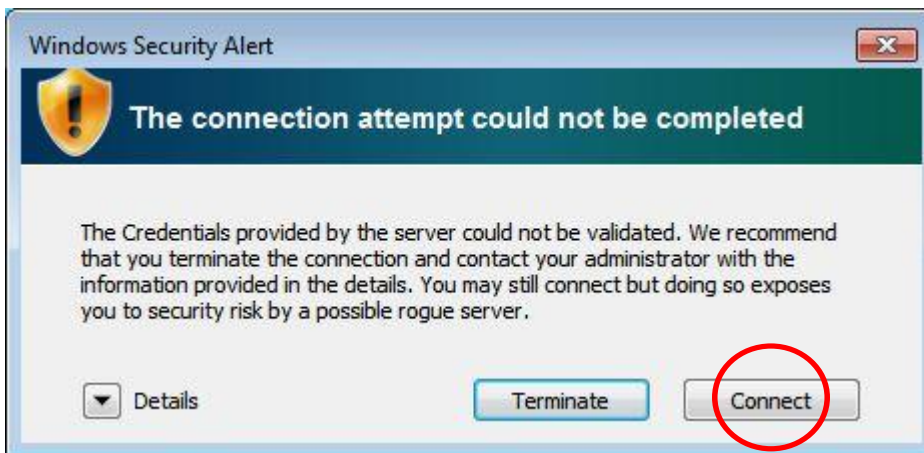 Windows Security Alert
The connection attempt could not be completed
The Credentials provided by the server could not be validated. We recommend
that you terminate the connection and contact your administrator with the
information provided in the details. You may still connect but doing so exposes
you to security risk by a possible rogue server.
Details Terminate Connect